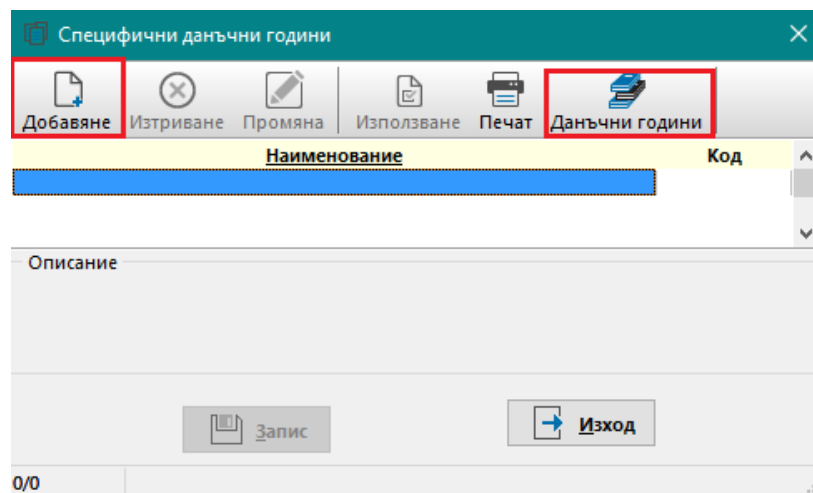 Специфични данъчни години
Добавяне Изтриване Промяна Използване Печат Данъчни години
Наименование Код
Описание
Запис Изход
0/0